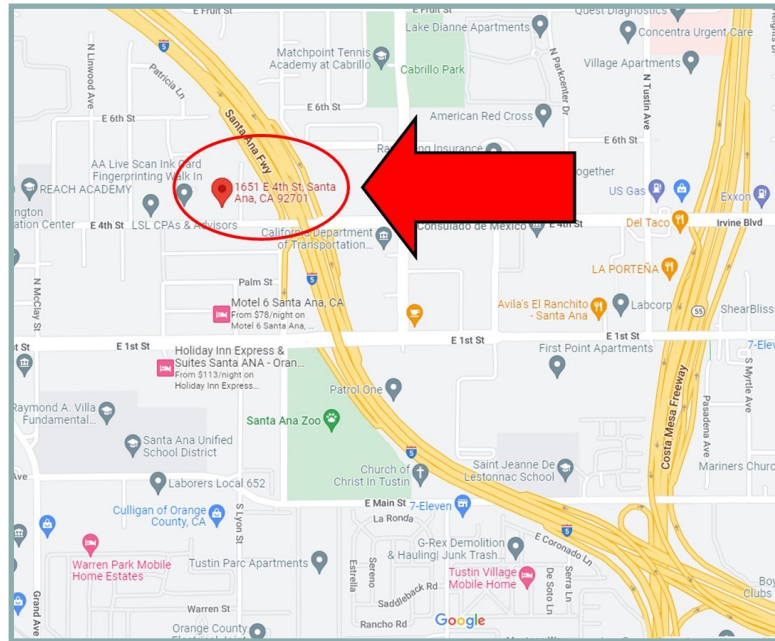 E Fruit St
E Fruit St
Quest Diagnostics
Lake Dianne Apartments
Concentra Urgent Care
N Linwood Ave
5
Matchpoint Tennis
Academy at Cabrillo
Cabrillo Park
N Parkcenter Dr
Village Apartments
N Tustin Ave
Patricia Ln
Santa Ana Fwy
E 6th St
American Red Cross
E 6th St
E 6th St
Insurance
AA Live Scan Ink Card
Fingerprinting Walk In
REACH ACADEMY
1651 E 4th St, Santa
Ana, CA 92701
US Gas
Exxon
E 4th St
LSL CPAs & Advisors
California Department
of Transportation...
Consulado de Mexico
E 4th St
Del Taco
Irvine Blvd
N McClay St
Palm St
5
LA PORTEÑA
Motel 6 Santa Ana, CA
From $78/night on
Motel 6 Santa Ana, ...
Avila's El Ranchito
- Santa Ana
Labcorp
55
E 1st St
E 1st St
E 1st St
Holiday Inn Express &
Suites Santa ANA - Oran...
From $113/night on
Holiday Inn Express...
First Point Apartments
Patrol One
S Myrtle Ave
Pasadena Ave
Costa Mesa Freeway
Raymond A. Villa
Fundamental...
Santa Ana Zoo
Santa Ana Unified
School District
5
Church of
Christ In Tustin
Saint Jeanne De
Lestonnac School
Laborers Local 652
Culligan of Orange
County, CA
S Lyon St
E Main St
7-Eleven
La Ronda
5
G-Rex Demolition
& Hauling| Junk Trash...
E Coronado Ln
Warren Park Mobile
Home Estates
Tustin Parc Apartments
Sereno
Estrella
Saddleback Rd
Tustin Village
Mobile Home
De Soto Ln
Serra Ln
Grand Ave
Warren St
Orange County
Google
Rancho Rd